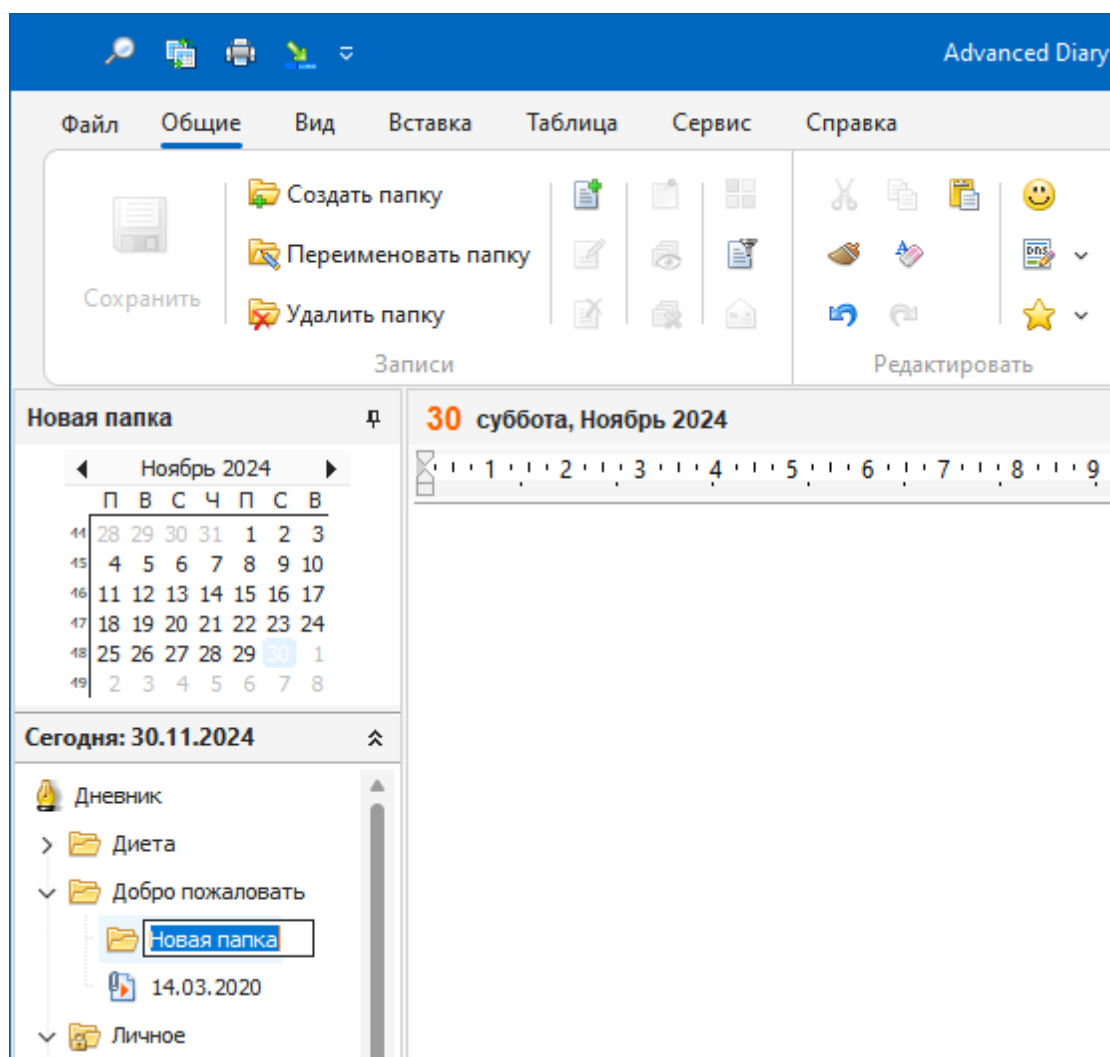 Advanced Diary
Файл Общие Вид Вставка Таблица Сервис Справка
Создать папку
Переименовать папку
Сохранить
Удалить папку
Записи Редактировать
Новая папка
30 суббота, Ноябрь 2024
Ноябрь 2024
1 2 3 4 5 6 7 8 9
П В С Ч П С В
44 28 29 30 31 1 2 3
45 4 5 6 7 8 9 10
46 11 12 13 14 15 16 17
47 18 19 20 21 22 23 24
48 25 26 27 28 29 30 1
49 2 3 4 5 6 7 8
Сегодня: 30.11.2024
Дневник
Диета
Добро пожаловать
Новая папка
14.03.2020
Личное